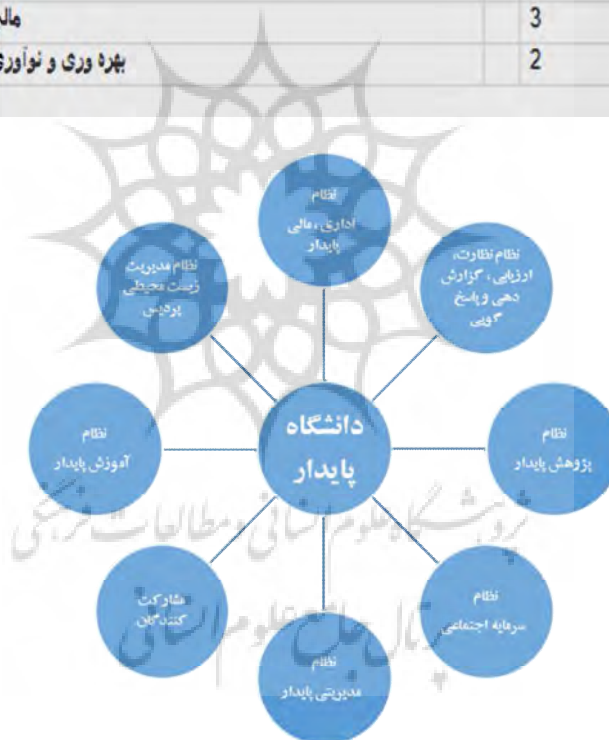 3
بهره وری و نوآوری
2
نظام
اداری ، مالی
پایدار
نظام نظارت،
ارزیابی ، گزارش
دهی و پاسخ
گویی
نظام
پژوهش پایدار
نظام
سرمایه اجتماعی
نظام
مدیریتی پایدار
مشارکت
کنندگان
نظام
آموزش پایدار
نظام مدیریت
زیست محیطی
پردیس
دانشگاه
پایدار
پژوهشگاه علوم انسانی و مطالعات فرهنگی
پرتال جامع علوم انسانی